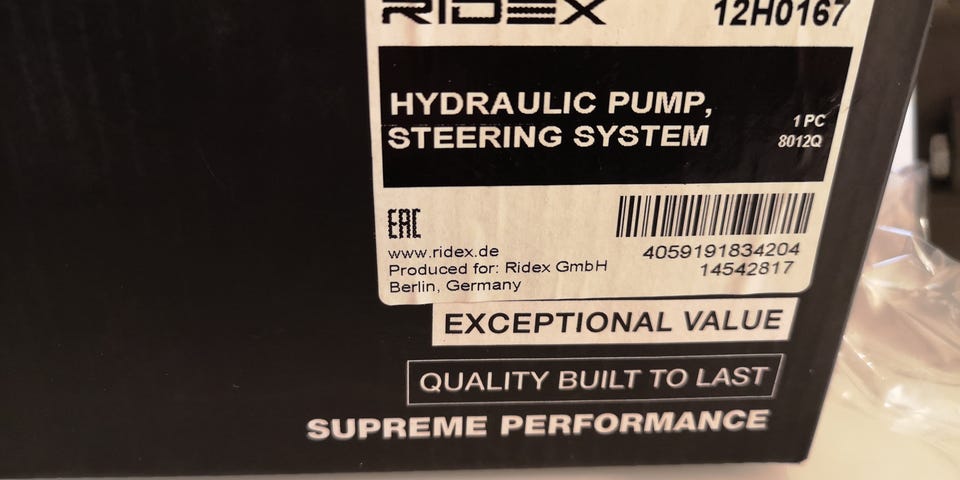 RIDEX 12H0167
HYDRAULIC PUMP,
STEERING SYSTEM
1 PC
8012Q
EAC
www.ridex.de
Produced for: Ridex GmbH
Berlin, Germany
4059191834204
14542817
EXCEPTIONAL VALUE
QUALITY BUILT TO LAST
SUPREME PERFORMANCE